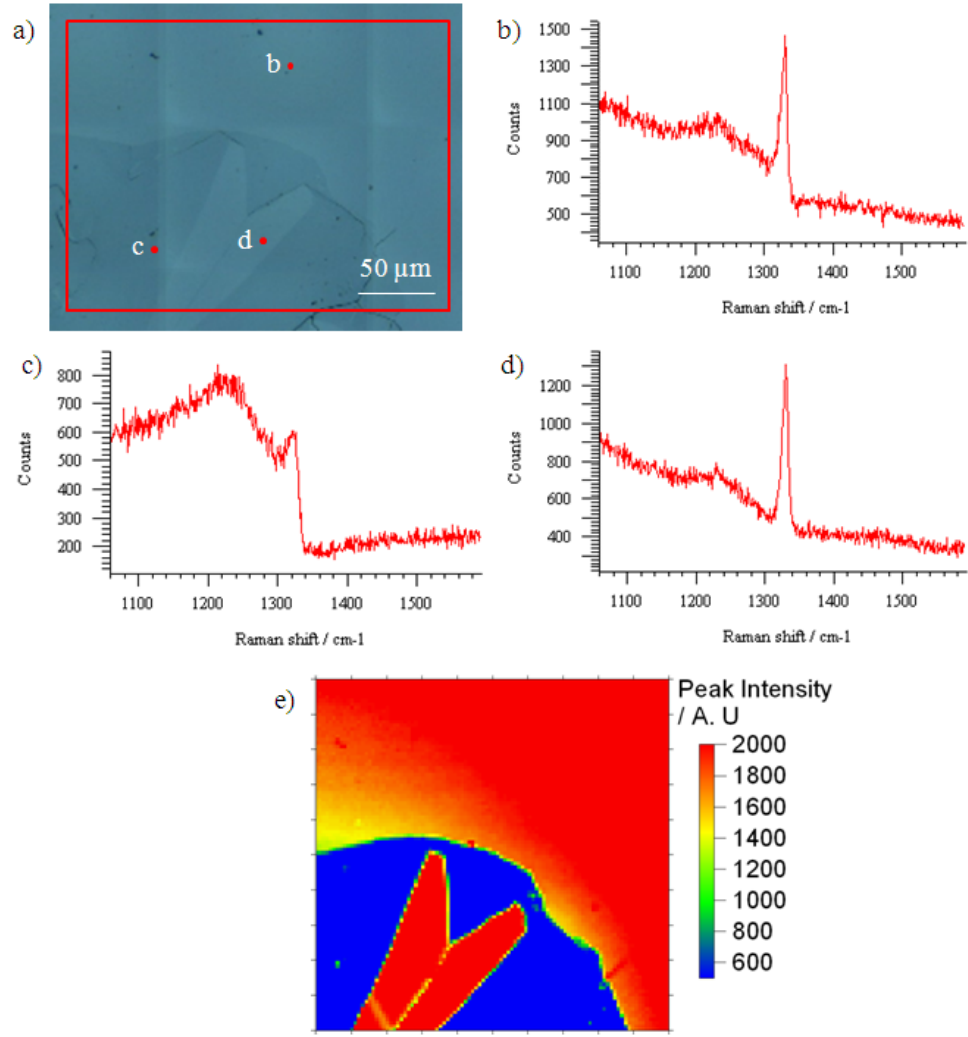 a)
b
c
d
50 µm
b)
1500
1300
1100
900
700
500
Counts
1100
1200
1300
1400
1500
Raman shift / cm-1
c)
800
700
600
500
400
300
200
Counts
1100
1200
1300
1400
1500
Raman shift / cm-1
d)
1200
1000
800
600
400
Counts
1100
1200
1300
1400
1500
Raman shift / cm-1
e)
Peak Intensity
/ A. U
2000
1800
1600
1400
1200
1000
800
600